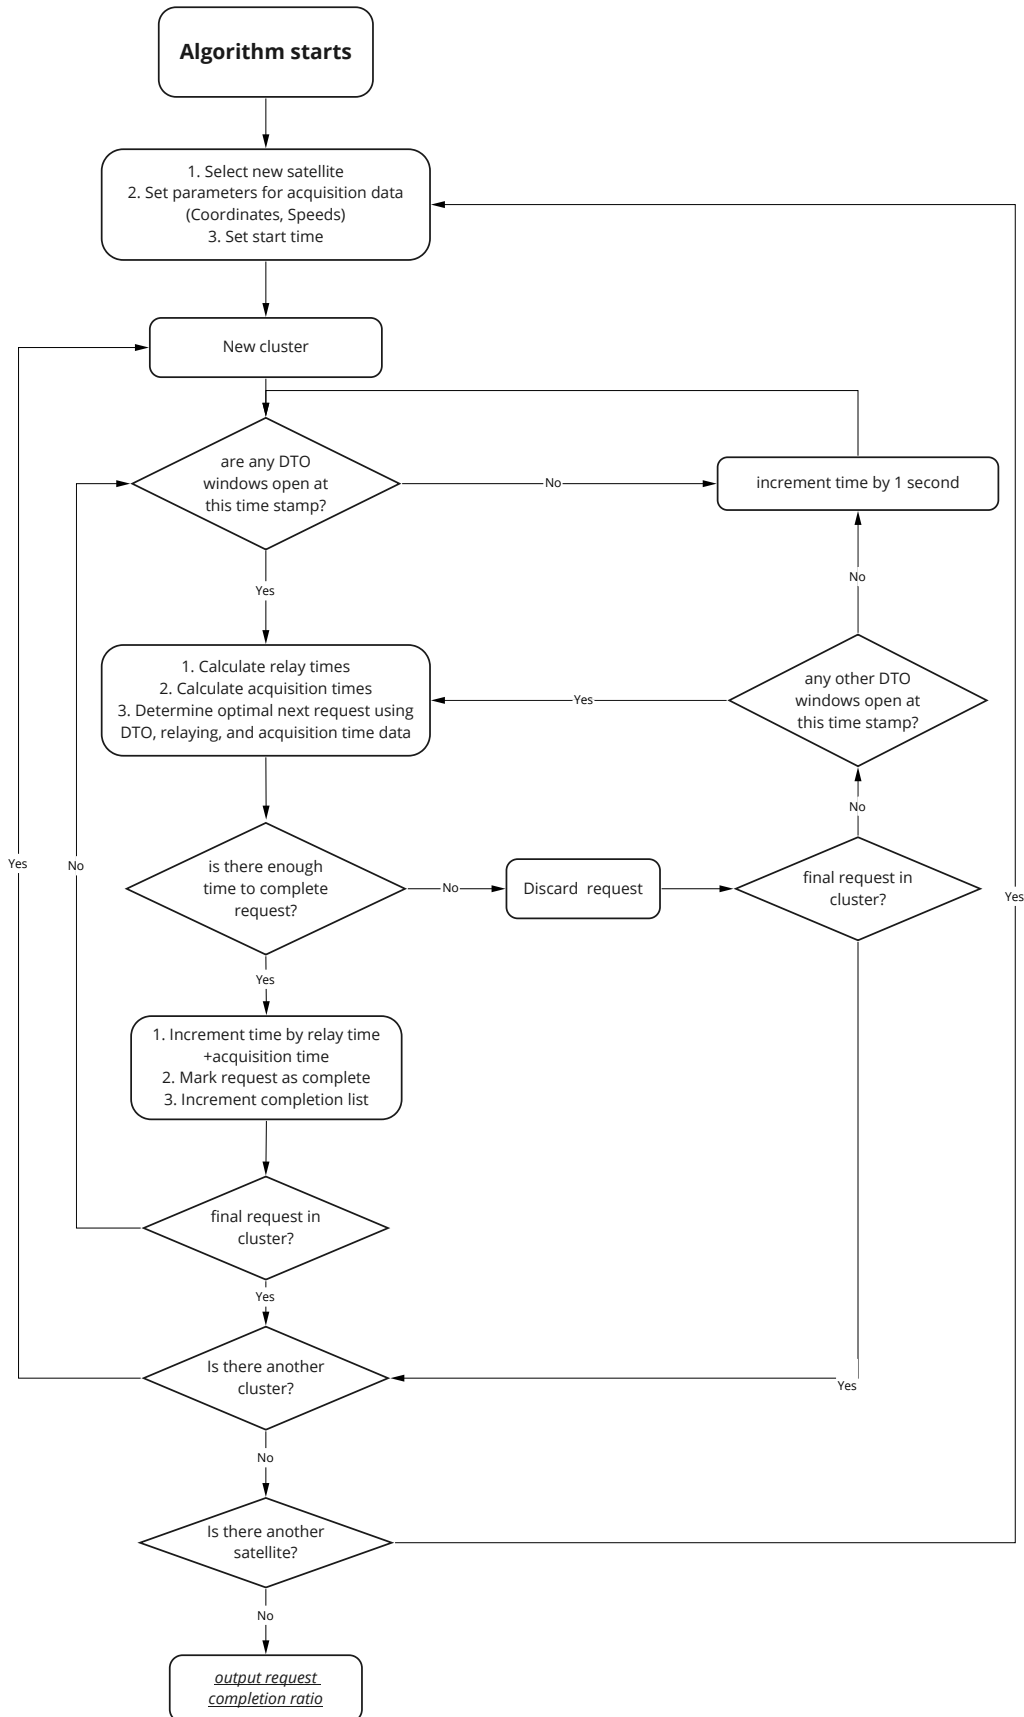 Algorithm starts
1. Select new satellite
2. Set parameters for acquisition data
(Coordinates, Speeds)
3. Set start time
New cluster
are any DTO
windows open at
this time stamp?
No
increment time by 1 second
Yes
No
1. Calculate relay times
2. Calculate acquisition times
3. Determine optimal next request using
DTO, relaying, and acquisition time data
Yes
any other DTO
windows open at
this time stamp?
No
Yes
No
is there enough
time to complete
request?
No
Discard  request
final request in
cluster?
Yes
Yes
1. Increment time by relay time
+acquisition time
2. Mark request as complete
3. Increment completion list
final request in
cluster?
Yes
Is there another
cluster?
Yes
No
Is there another
satellite?
No
output request
completion ratio